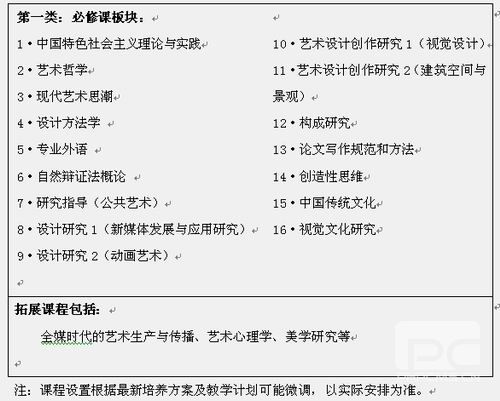 第一类：必修课板块：
1·中国特色社会主义理论与实践
2·艺术哲学
3·现代艺术思潮
4·设计方法学
5·专业外语
6·自然辩证法概论
7·研究指导（公共艺术）
8·设计研究1（新媒体发展与应用研究）
9·设计研究2（动画艺术）
10·艺术设计创作研究1（视觉设计）
11·艺术设计创作研究2（建筑空间与
景观）
12·构成研究
13·论文写作规范和方法
14·创造性思维
15·中国传统文化
16·视觉文化研究
拓展课程包括：
全媒时代的艺术生产与传播、艺术心理学、美学研究等
注：课程设置根据最新培养方案及教学计划可能微调，以实际安排为准。